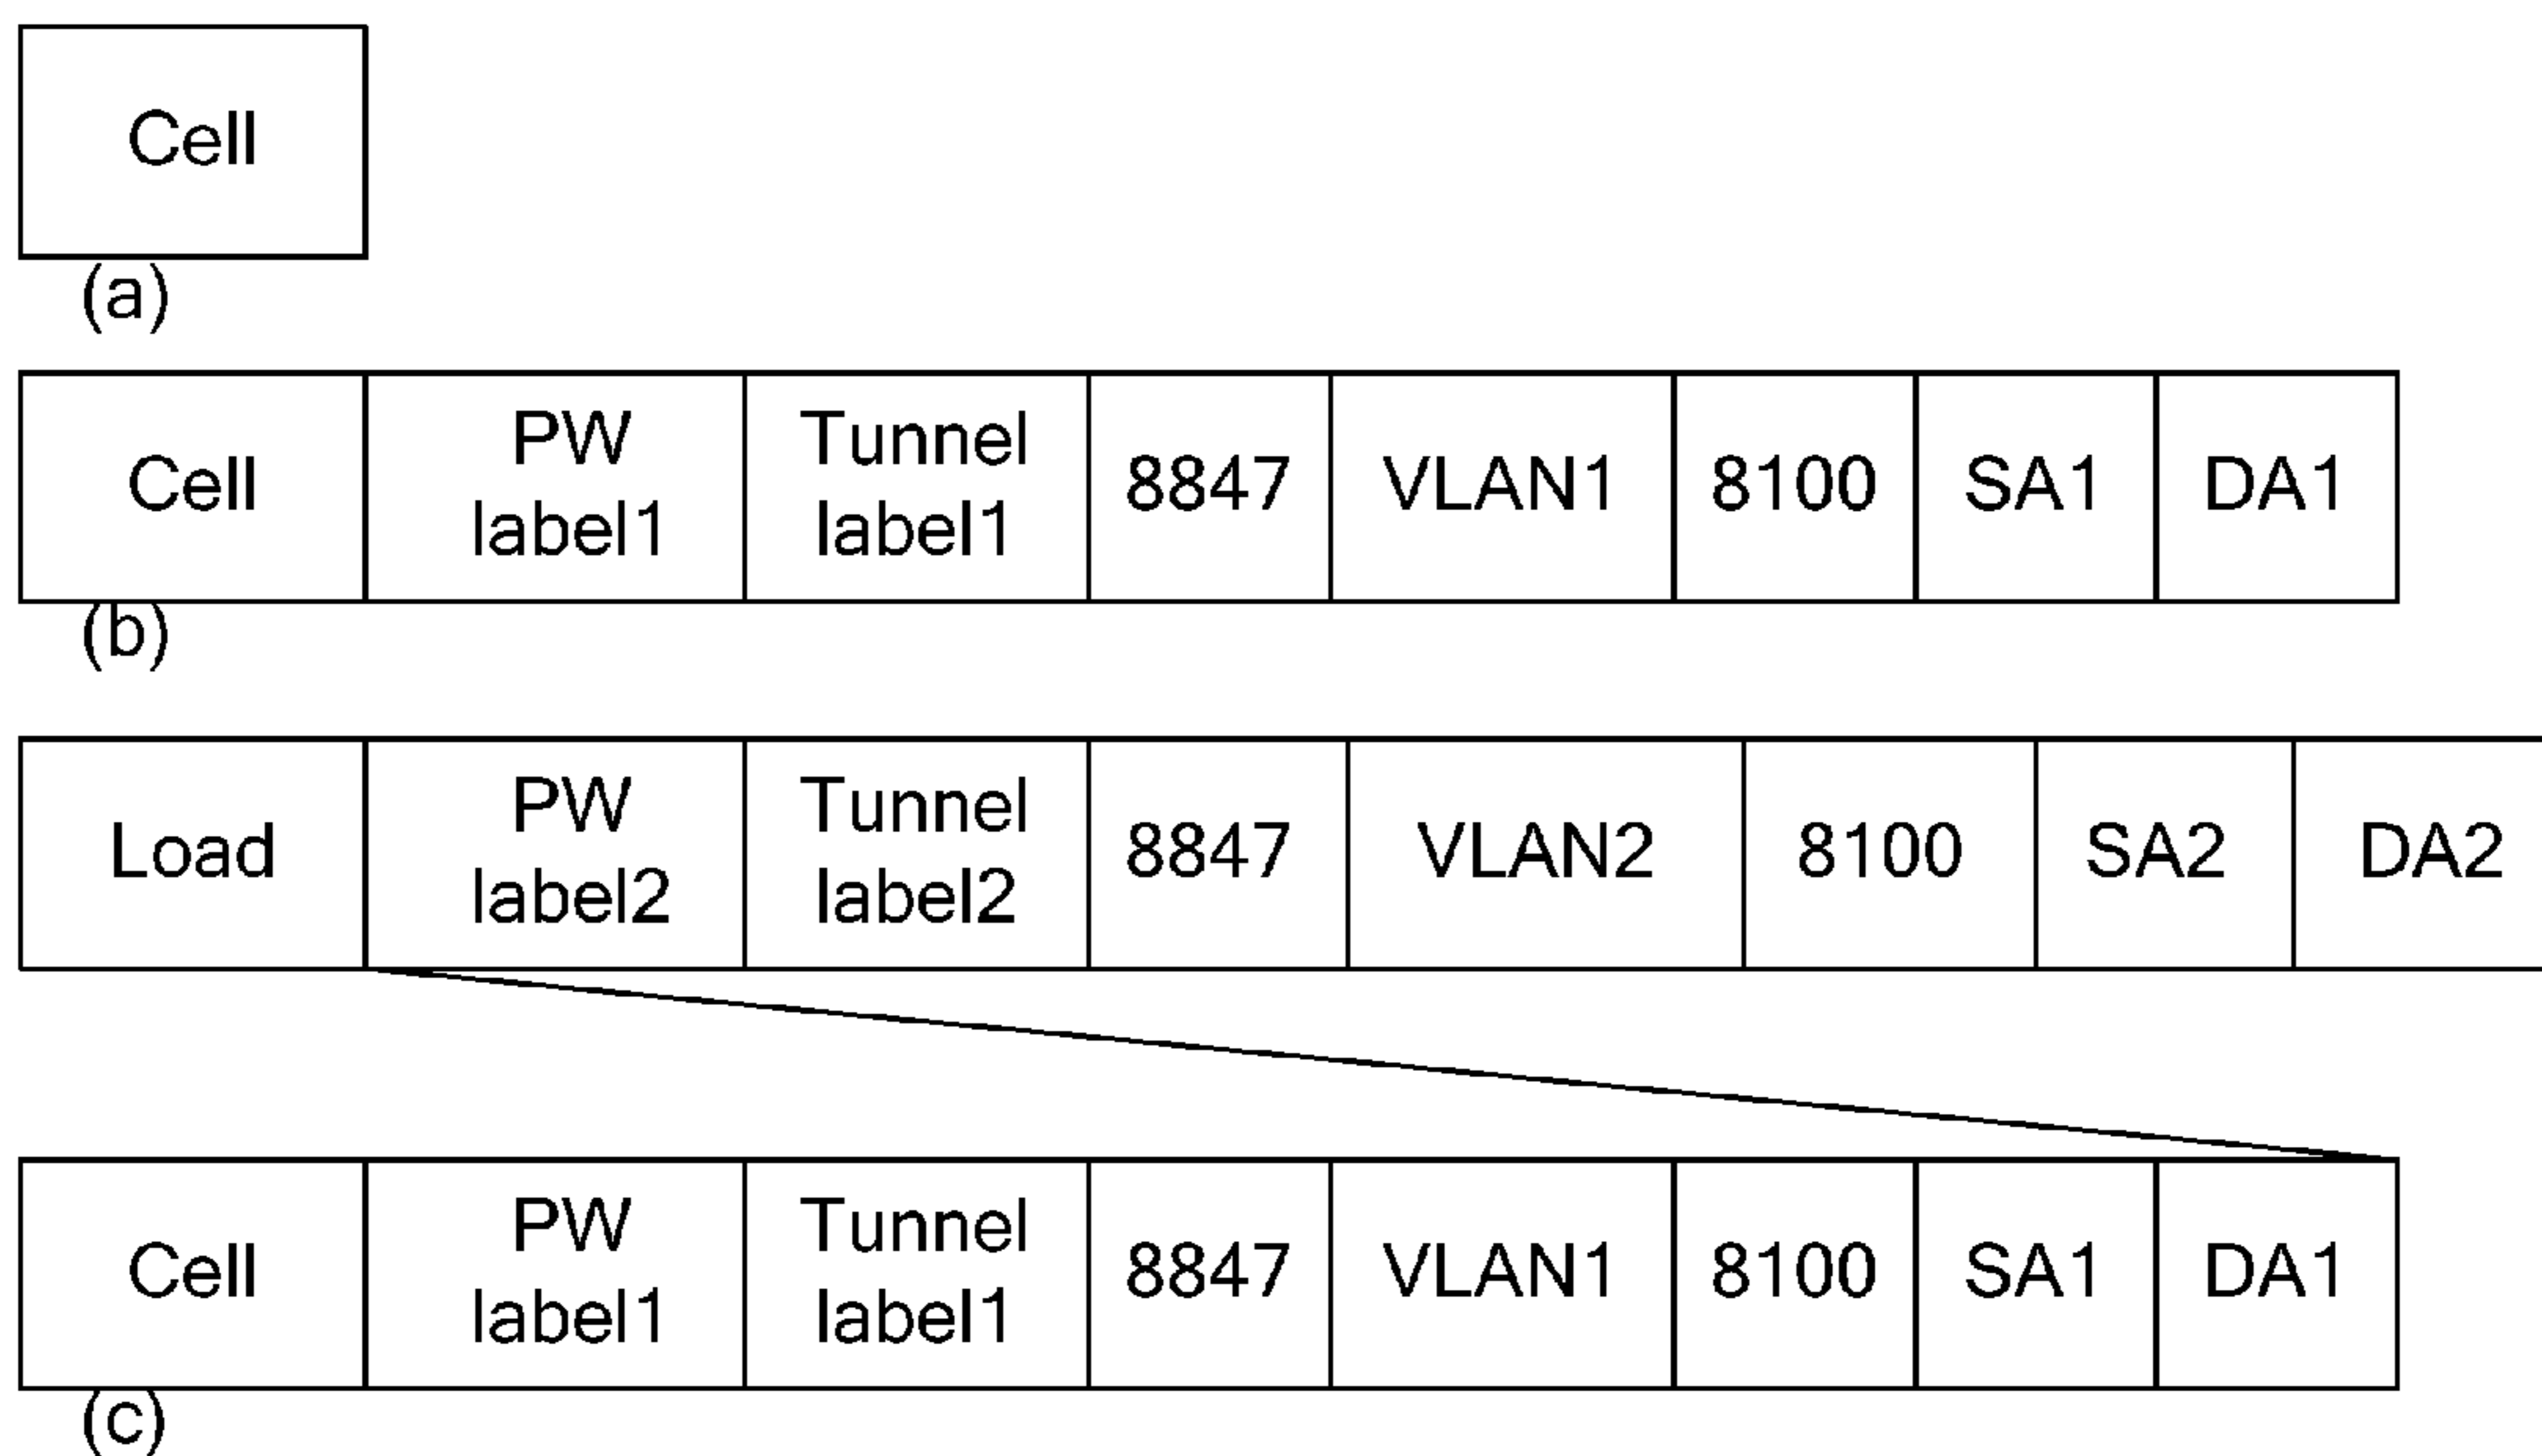 Cell
(a)
Cell
PW
label1
Tunnel
label1
8847
VLAN1
8100
SA1
DA1
(b)
Load
PW
label2
Tunnel
label2
8847
VLAN2
8100
SA2
DA2
Cell
PW
label1
Tunnel
label1
8847
VLAN1
8100
SA1
DA1
(c)